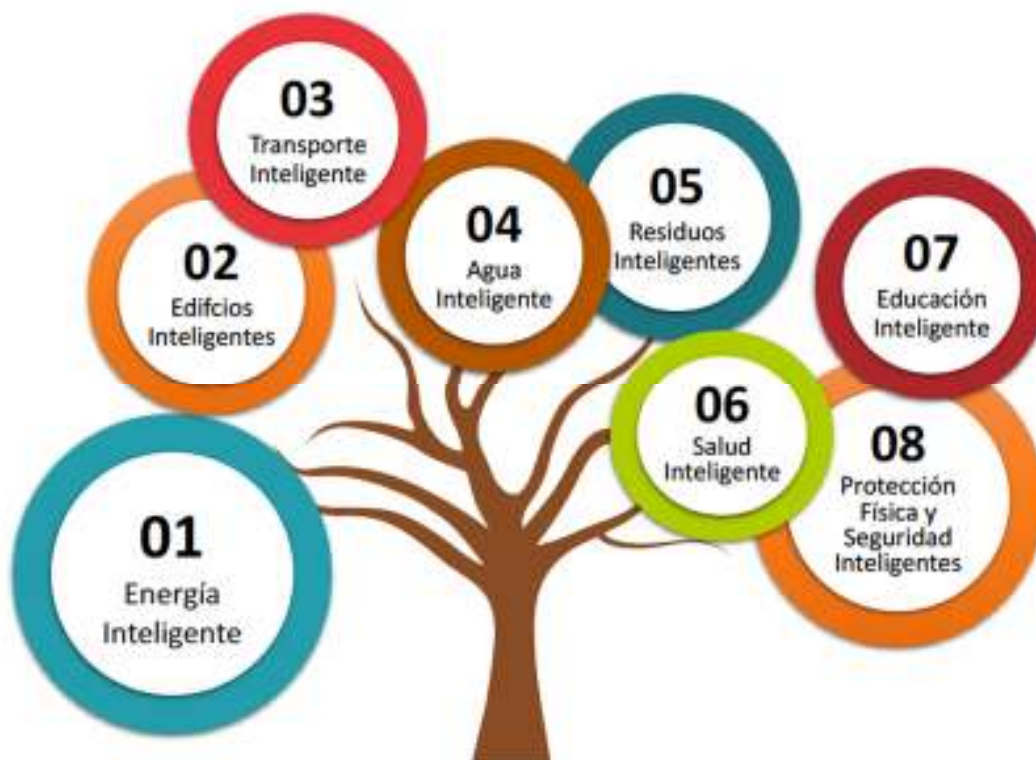 01
Energía
Inteligente
02
Edifcios
Inteligentes
03
Transporte
Inteligente
04
Agua
Inteligente
05
Residuos
Inteligentes
06
Salud
Inteligente
07
Educación
Inteligente
08
Protección
Física y
Seguridad
Inteligentes